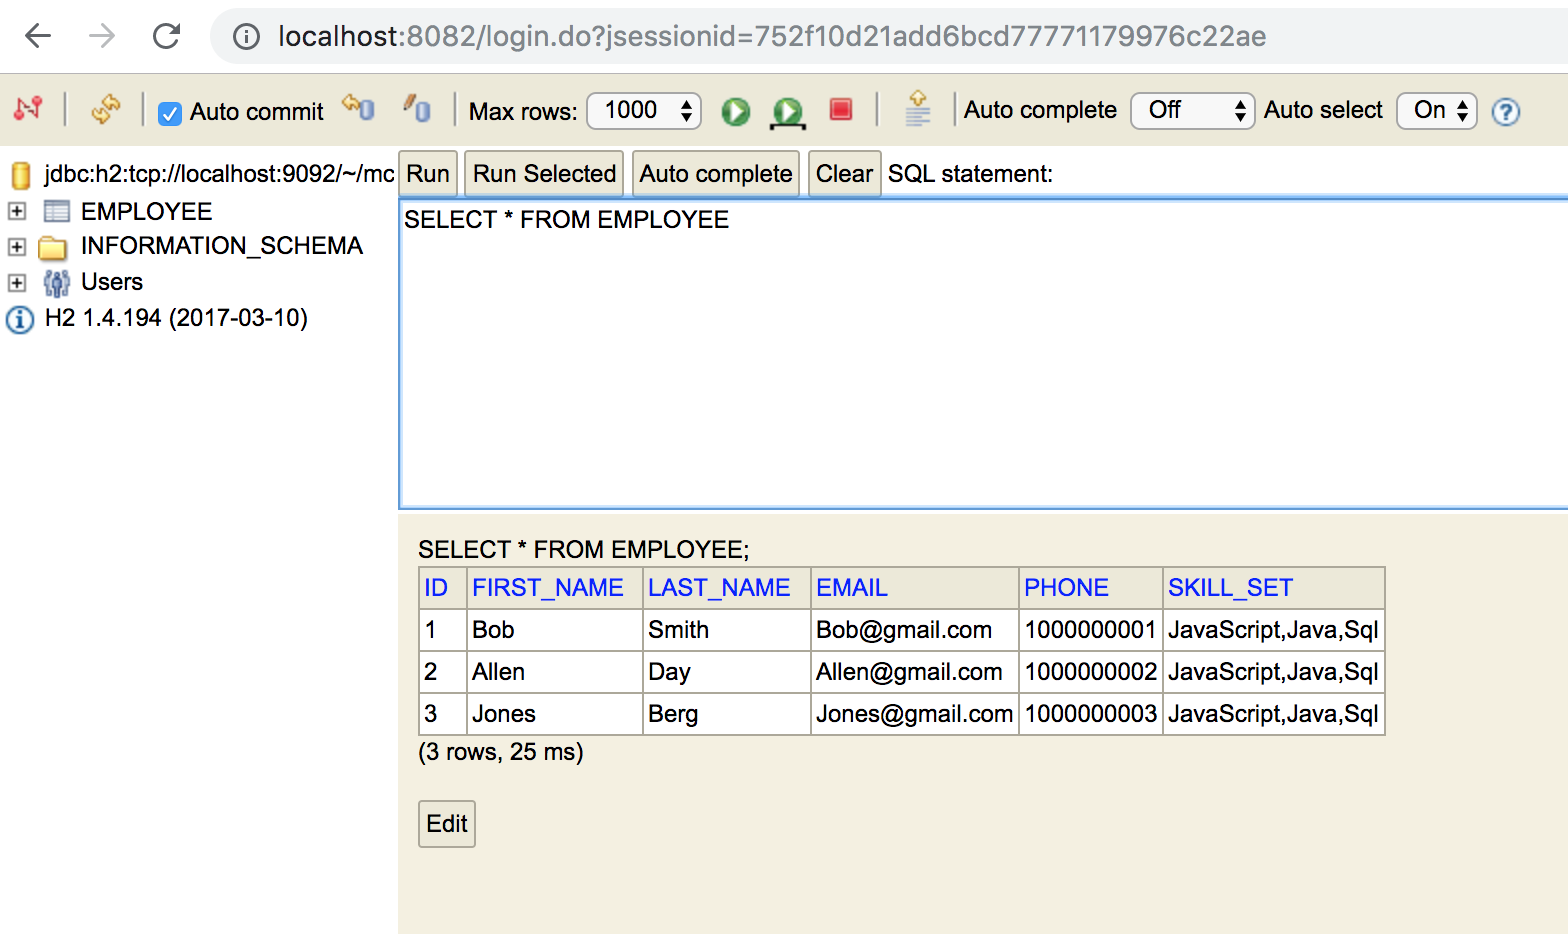 localhost:8082/login.do?jsessionid=752f10d21add6bcd77771179976c22ae
Auto commit Max rows: 1000 Auto complete Off Auto select On ?
jdbc:h2:tcp://localhost:9092/~/mc
EMPLOYEE
INFORMATION_SCHEMA
Users
H2 1.4.194 (2017-03-10)
Run Run Selected Auto complete Clear SQL statement:
SELECT * FROM EMPLOYEE
SELECT * FROM EMPLOYEE;
ID FIRST_NAME LAST_NAME EMAIL PHONE SKILL_SET
1 Bob Smith Bob@gmail.com 1000000001 JavaScript,Java,Sql
2 Allen Day Allen@gmail.com 1000000002 JavaScript,Java,Sql
3 Jones Berg Jones@gmail.com 1000000003 JavaScript,Java,Sql
(3 rows, 25 ms)
Edit